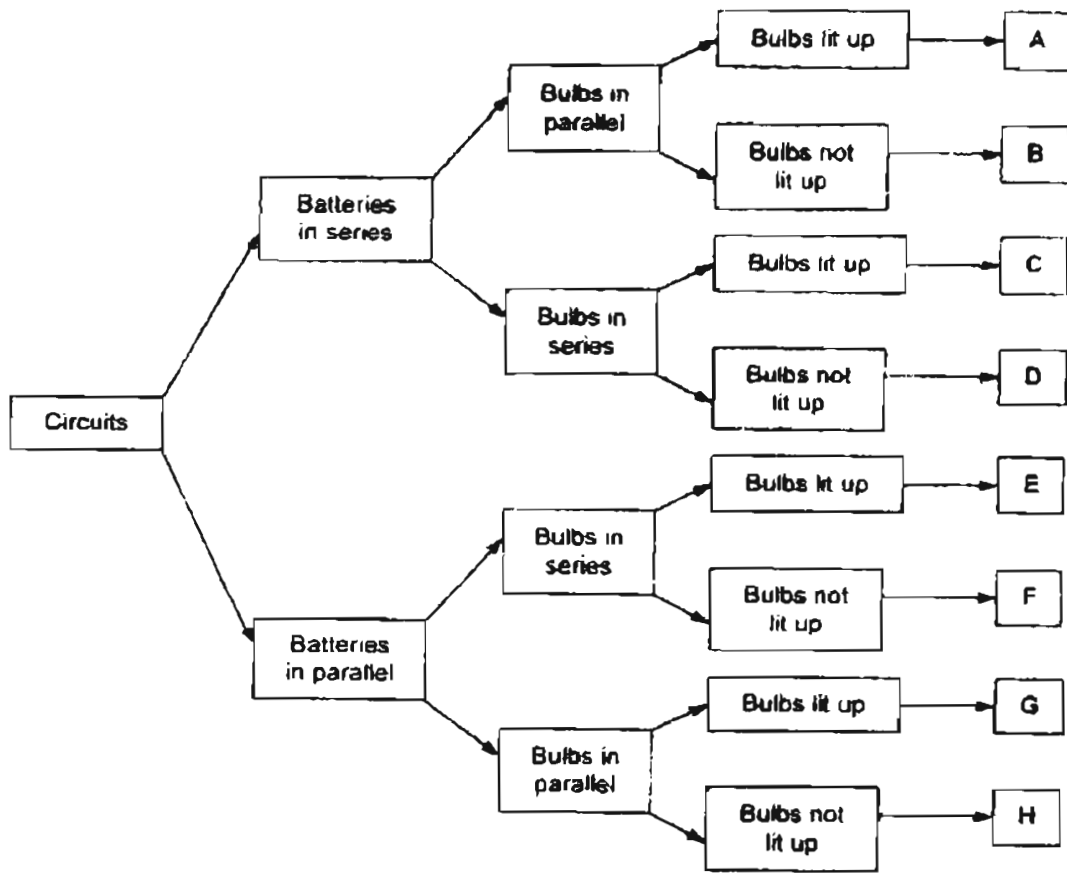 Bulbs lit up
A
Bulbs in
parallel
Bulbs not
lit up
B
Batteries
in series
Bulbs lit up
C
Bulbs in
series
Bulbs not
lit up
D
Circuits
Bulbs lit up
E
Bulbs in
series
Bulbs not
lit up
F
Batteries
in parallel
Bulbs lit up
G
Bulbs in
parallel
Bulbs not
lit up
H